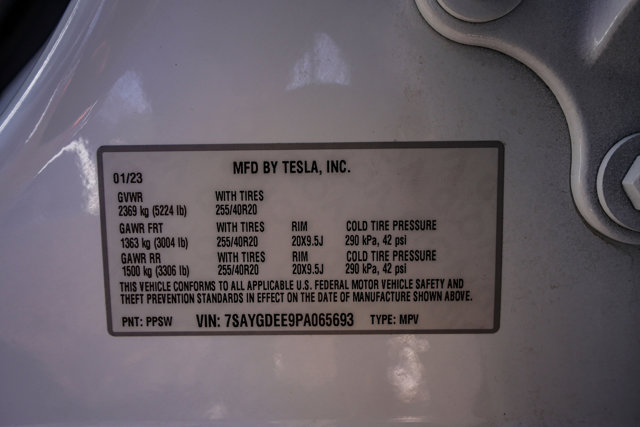 MFD BY TESLA, INC.
01/23
GVWR WITH TIRES
2369 kg (5224 lb) 255/40R20
GAWR FRT WITH TIRES RIM COLD TIRE PRESSURE
1363 kg (3004 lb) 255/40R20 20X9.5J 290 kPa, 42 psi
GAWR RR WITH TIRES RIM COLD TIRE PRESSURE
1500 kg (3306 lb) 255/40R20 20X9.5J 290 kPa, 42 psi
THIS VEHICLE CONFORMS TO ALL APPLICABLE U.S. FEDERAL MOTOR VEHICLE SAFETY AND
THEFT PREVENTION STANDARDS IN EFFECT ON THE DATE OF MANUFACTURE SHOWN ABOVE.
PNT: PPSW VIN: 7SAYGDEE9PA065693 TYPE: MPV